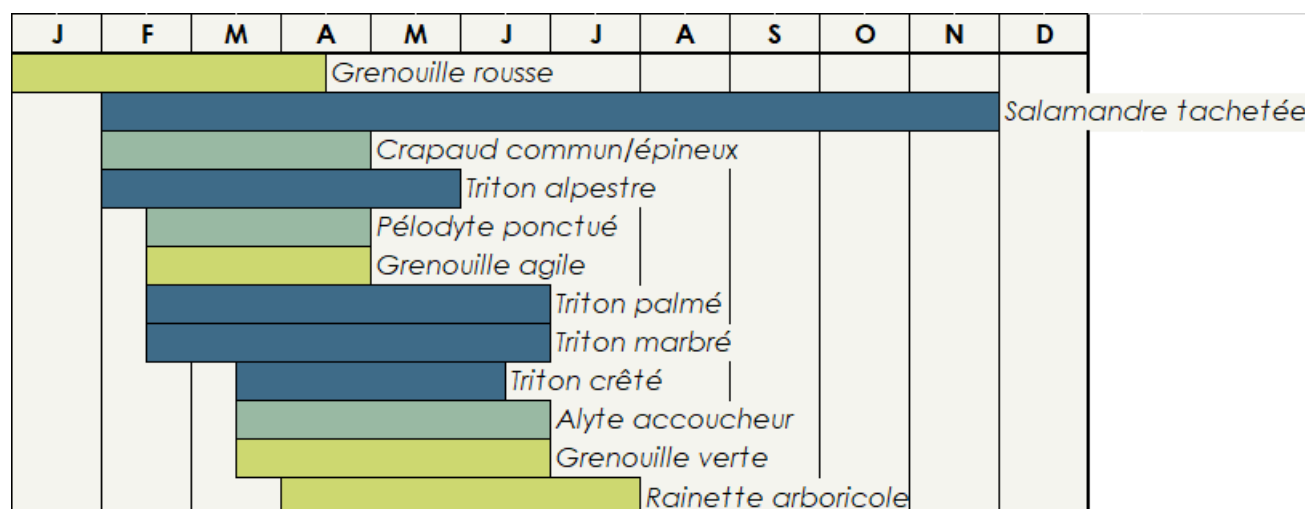 J F M A M J J A S O N D
Grenouille rousse
Salamandre tachetée
Crapaud commun/épineux
Triton alpestre
Pélodyte ponctué
Grenouille agile
Triton palmé
Triton marbré
Triton crêté
Alyte accoucheur
Grenouille verte
Rainette arboricole